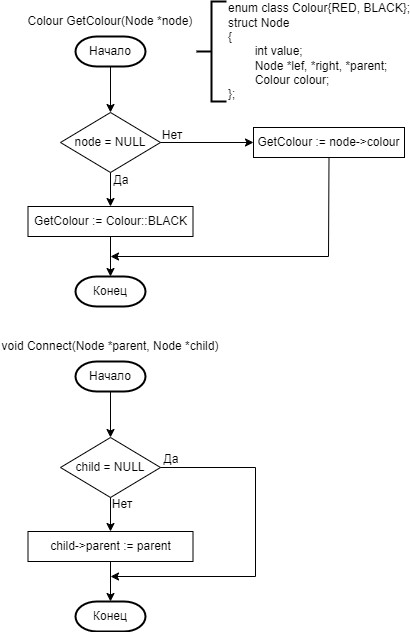 Colour GetColour(Node *node)
enum class Colour{RED, BLACK};
struct Node
{
int value;
Node *lef, *right, *parent;
Colour colour;
};
Начало
node = NULL
Нет
GetColour := node->colour
Да
GetColour := Colour::BLACK
Конец
void Connect(Node *parent, Node *child)
Начало
child = NULL
Да
Нет
child->parent := parent
Конец